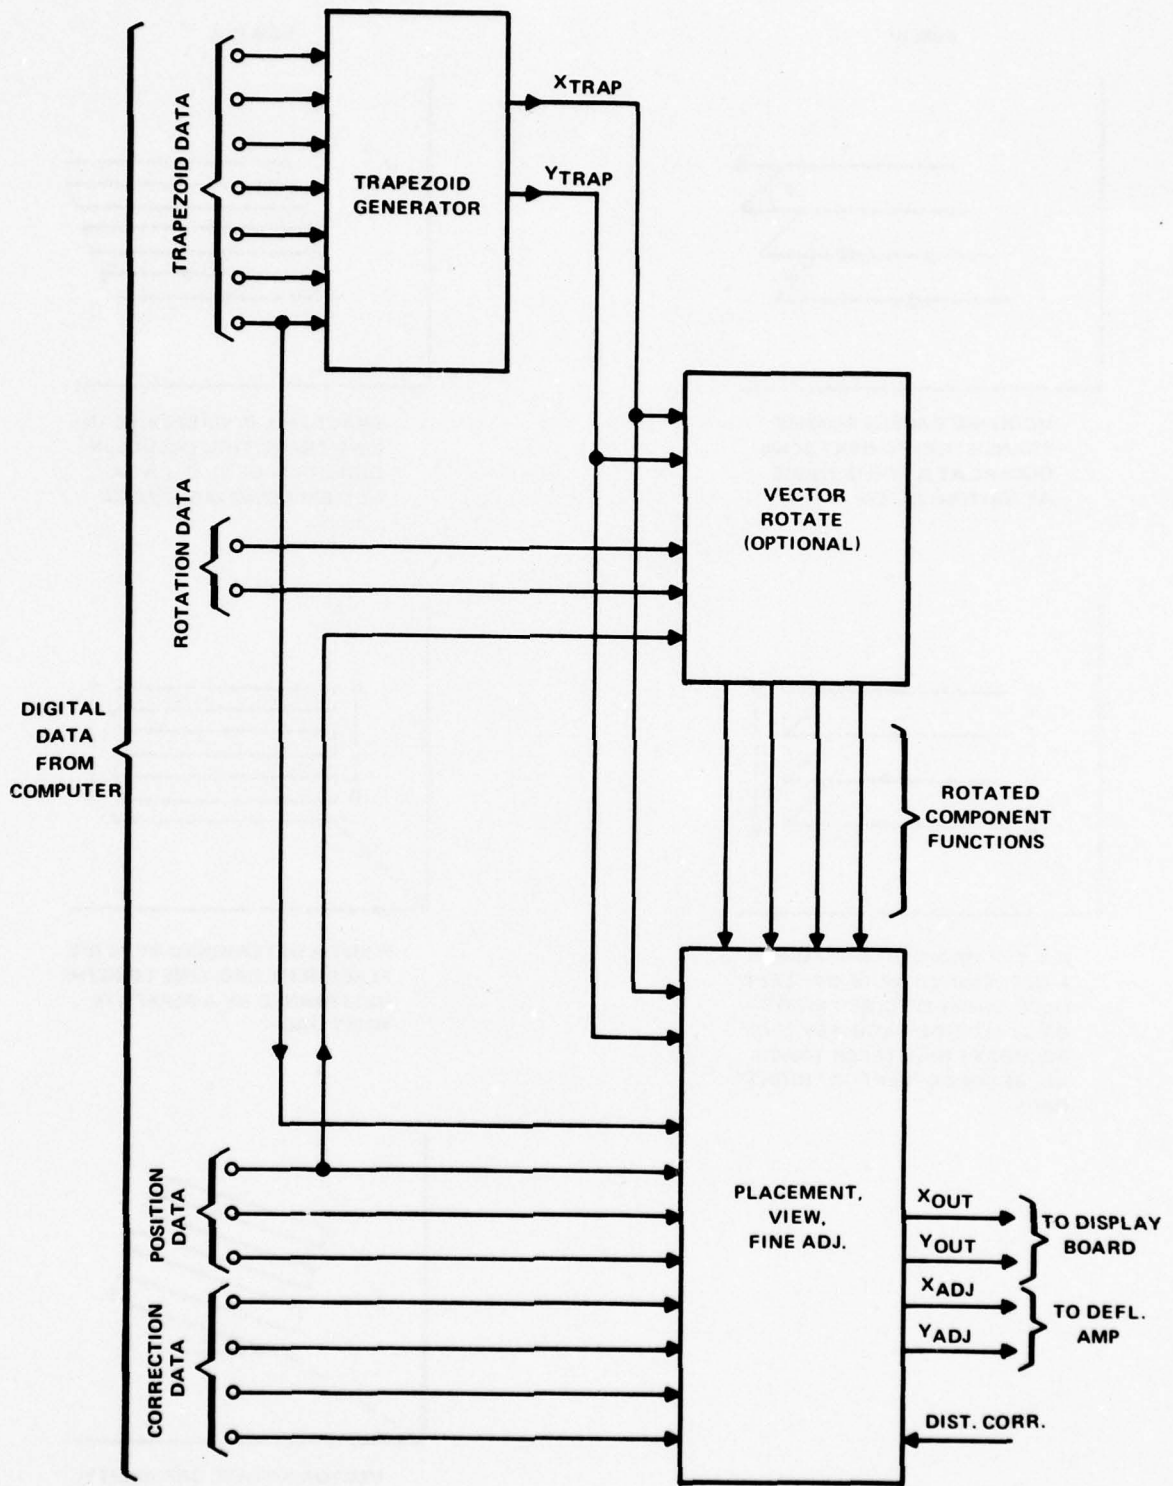 TRAPEZOID DATA
TRAPEZOID
GENERATOR
XTRAP
YTRAP
ROTATION DATA
VECTOR
ROTATE
(OPTIONAL)
DIGITAL
DATA
FROM
COMPUTER
ROTATED
COMPONENT
FUNCTIONS
POSITION
DATA
CORRECTION
DATA
PLACEMENT,
VIEW,
FINE ADJ.
XOUT
YOUT
TO DISPLAY
BOARD
XADJ
YADJ
TO DEFL.
AMP
DIST. CORR.